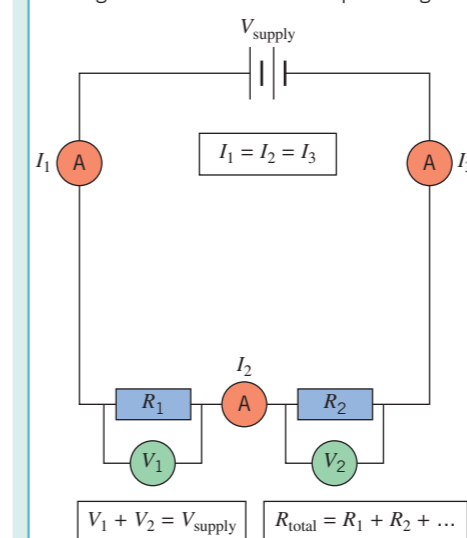 V_supply
I₁ A
I₁ = I₂ = I₃
A
I₂
R₁ A R₂
V₁ V₂
V₁ + V₂ = V_supply
R_total = R₁ + R₂ + ...